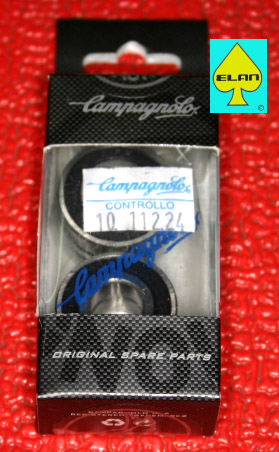 ELAN
©
Campagnolo
Campagnolo
CONTROLLO
10 11224
Campagnolo
ORIGINAL SPARE PARTS